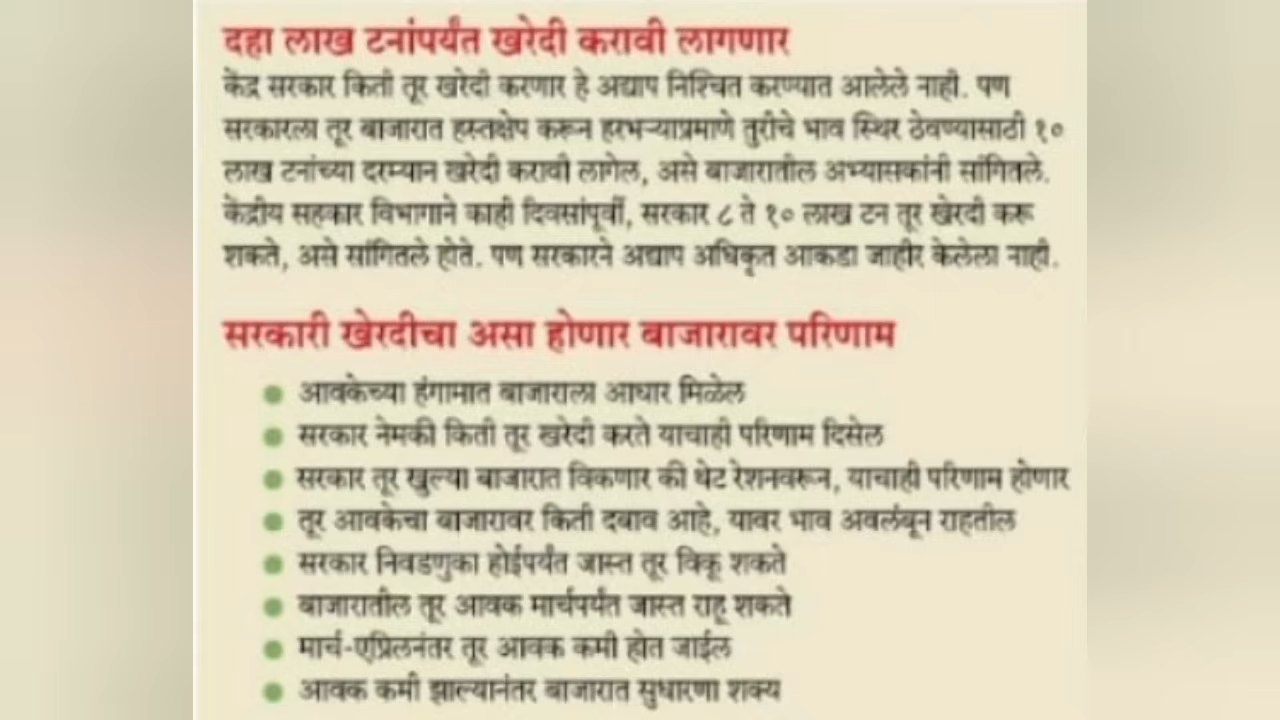 दहा लाख टनांपर्यंत खरेदी करावी लागणार
केंद्र सरकार किती तूर खरेदी करणार हे अद्याप निश्चित करण्यात आलेले नाही. पण
सरकारला तूर बाजारात हस्तक्षेप करून हरभऱ्याप्रमाणे तुरीचे भाव स्थिर ठेवण्यासाठी १०
लाख टनांच्या दरम्यान खरेदी करावी लागेल, असे बाजारातील अभ्यासकांनी सांगितले.
केंद्रीय सहकार विभागाने काही दिवसांपूर्वी, सरकार ८ ते १० लाख टन तूर खेरदी करू
शकते, असे सांगितले होते. पण सरकारने अद्याप अधिकृत आकडा जाहीर केलेला नाही.
सरकारी खेरदीचा असा होणार बाजारावर परिणाम
आवकेच्या हंगामात बाजाराला आधार मिळेल
सरकार नेमकी किती तूर खरेदी करते याचाही परिणाम दिसेल
सरकार तूर खुल्या बाजारात विकणार की थेट रेशनवरून, याचाही परिणाम होणार
तूर आवकेचा बाजारावर किती दबाव आहे, यावर भाव अवलंबून राहतील
सरकार निवडणुका होईपर्यंत जास्त तूर विकू शकते
बाजारातील तूर आवक मार्चपर्यंत जास्त राहू शकते
मार्च-एप्रिलनंतर तूर आवक कमी होत जाईल
आवक कमी झाल्यानंतर बाजारात सुधारणा शक्य